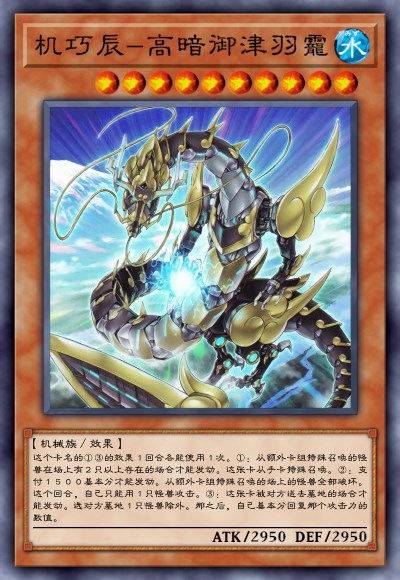 机巧辰-高暗御津羽靇
水
【机械族／效果】
这个卡名的①③的效果1回合各能使用1次。①：从额外卡组特殊召唤的怪
兽在场上有2只以上存在的场合才能发动。这张卡从手卡特殊召唤。②：支
付1500基本分才能发动。从额外卡组特殊召唤的场上的怪兽全部破坏。
这个回合，自己只能用1只怪兽攻击。③：这张卡被对方送去墓地的场合才
能发动。选对方墓地1只怪兽除外。那之后，自己基本分回复那个攻击力的
数值。
ATK/2950 DEF/2950